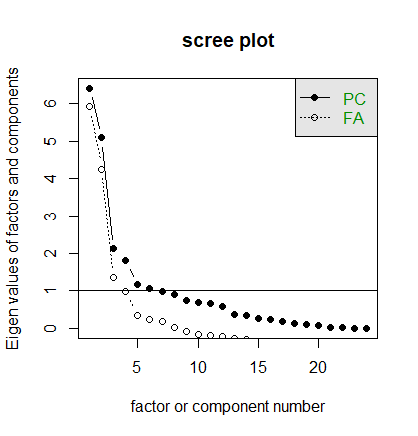 scree plot
PC
FA
Eigen values of factors and components
6
5
4
3
2
1
0
5
10
15
20
factor or component number